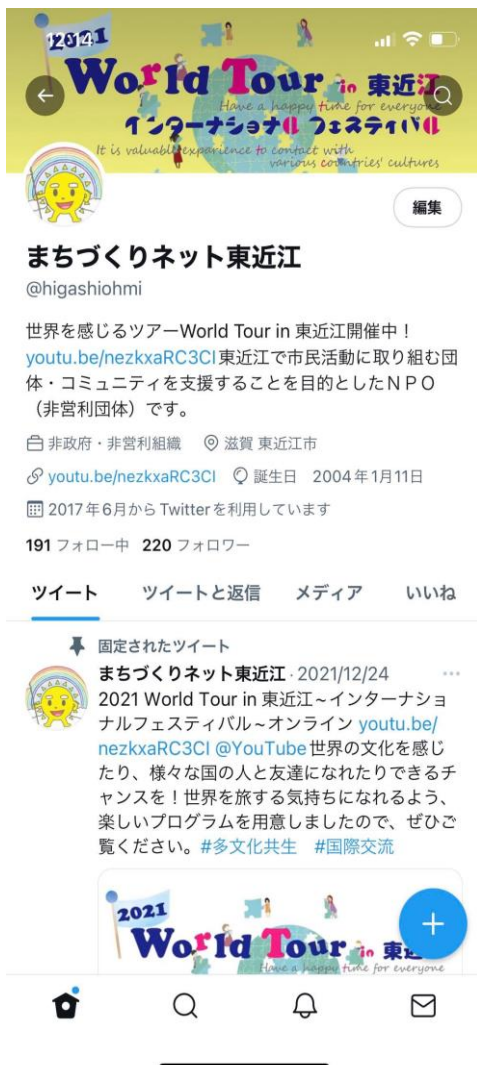 12:14
2021
World Tour in 東近江
Have a happy time for everyone
インターナショナル フェスティバル
It is valuable exparience to contact with
various countries' cultures
編集
まちづくりネット東近江
@higashiohmi
世界を感じるツアーWorld Tour in 東近江開催中！
youtu.be/nezkxaRC3CI東近江で市民活動に取り組む団
体・コミュニティを支援することを目的としたＮＰＯ
（非営利団体）です。
非政府・非営利組織 滋賀 東近江市
youtu.be/nezkxaRC3CI 誕生日 2004年1月11日
2017年6月からTwitterを利用しています
191 フォロー中 220 フォロワー
ツイート ツイートと返信 メディア いいね
固定されたツイート
まちづくりネット東近江 · 2021/12/24
2021 World Tour in 東近江～インターナショ
ナルフェスティバル～オンライン youtu.be/
nezkxaRC3CI @YouTube世界の文化を感じ
たり、様々な国の人と友達になれたりできるチ
ャンスを！世界を旅する気持ちになれるよう、
楽しいプログラムを用意しましたので、ぜひご
覧ください。#多文化共生 #国際交流
2021
World Tour in 東近
Have a happy time for everyone